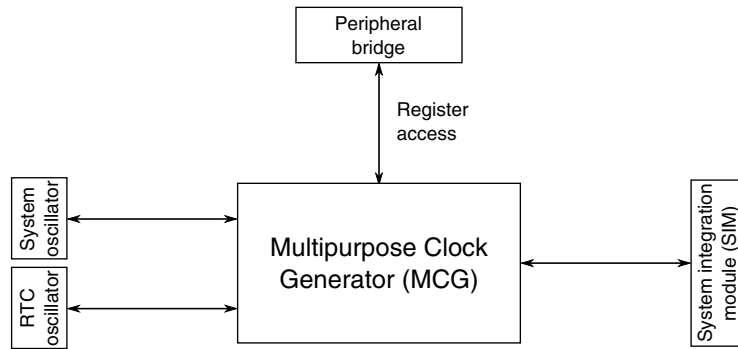 Peripheral
bridge
Register
access
System
oscillator
RTC
oscillator
Multipurpose Clock
Generator (MCG)
System integration
module (SIM)